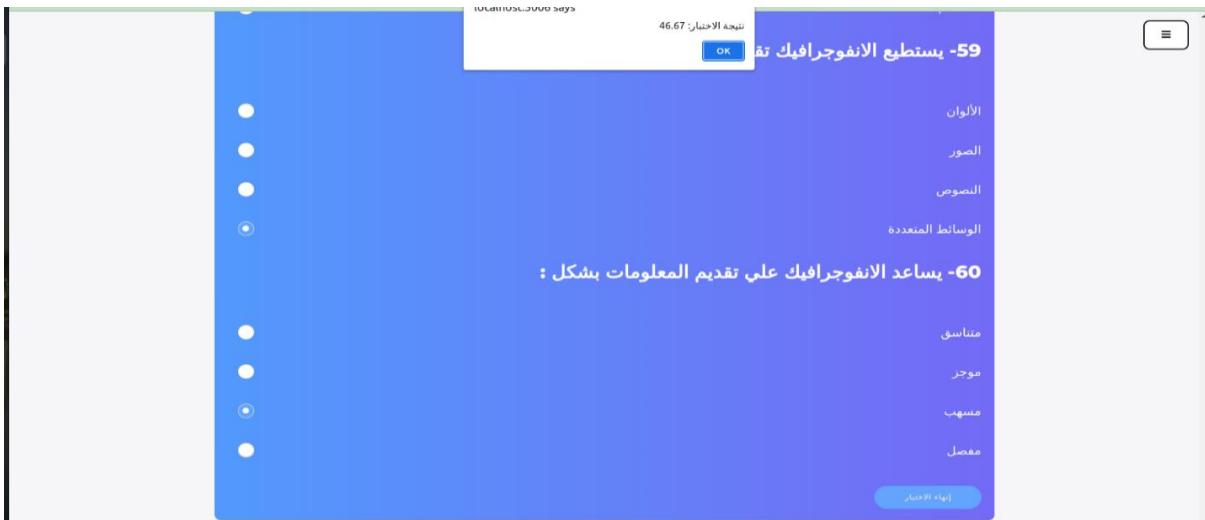 localhost:3006 says
نتيجة الاختبار: 46.67
OK
59- يستطيع الانفوجرافيك
الألوان
الصور
النصوص
الوسائط المتعددة
60- يساعد الانفوجرافيك علي تقديم المعلومات بشكل :
متناسق
موجز
مسهب
مفصل
إنهاء الاختبار